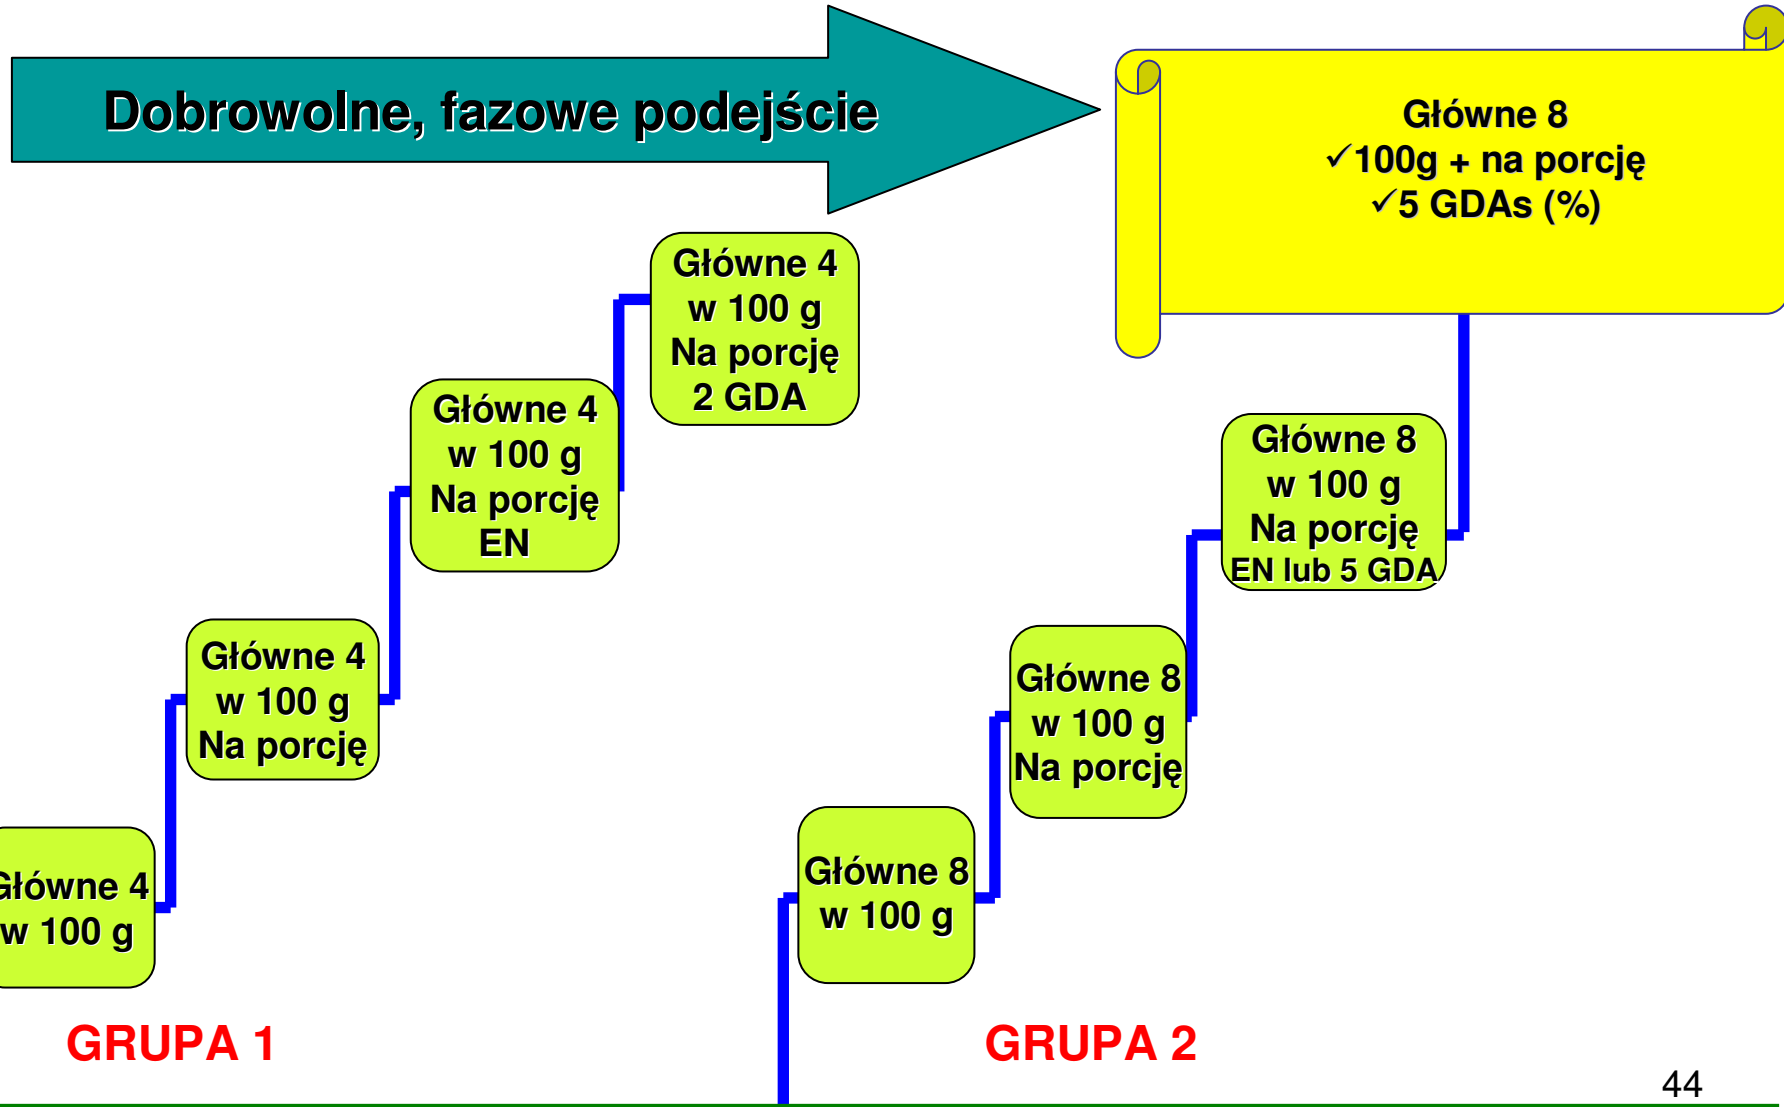 Dobrowolne, fazowe podejście
Główne 8
✓100g + na porcję
✓5 GDAs (%)
Główne 4
w 100 g
Na porcję
2 GDA
Główne 4
w 100 g
Na porcję
EN
Główne 4
w 100 g
Na porcję
Główne 4
w 100 g
GRUPA 1
Główne 8
w 100 g
Na porcję
EN lub 5 GDA
Główne 8
w 100 g
Na porcję
Główne 8
w 100 g
GRUPA 2
44